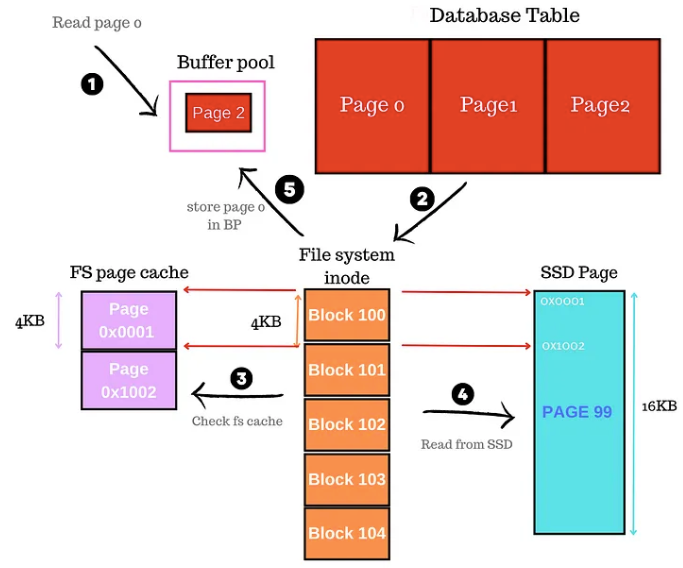 Database Table
Read page 0
Buffer pool
1
Page 2
Page 0
Page1
Page2
5
2
store page 0
in BP
File system
inode
FS page cache
SSD Page
4KB
Page
0x0001
Page
0x1002
4KB
Block 100
Block 101
Block 102
Block 103
Block 104
0X0001
0X1002
PAGE 99
16KB
3
Check fs cache
4
Read from SSD